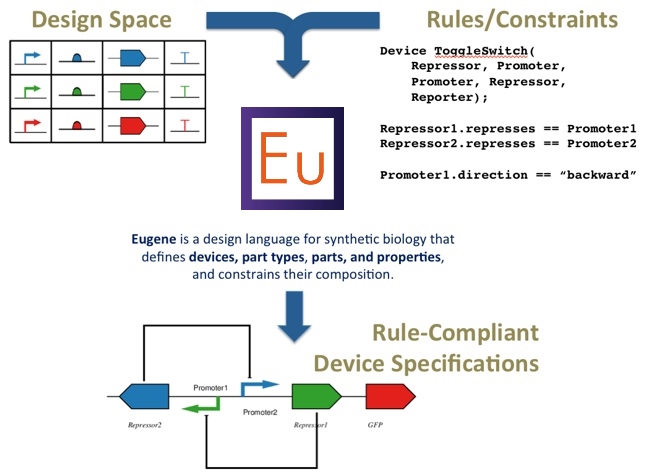 Design Space
Rules/Constraints
Device ToggleSwitch(
Repressor, Promoter,
Promoter, Repressor,
Reporter);
Repressor1.represses == Promoter1
Repressor2.represses == Promoter2
Promoter1.direction == “backward”
Eu
Eugene is a design language for synthetic biology that
defines devices, part types, parts, and properties,
and constrains their composition.
Rule-Compliant
Device Specifications
Promoter1
Promoter2
Repressor2
Repressor1
GFP